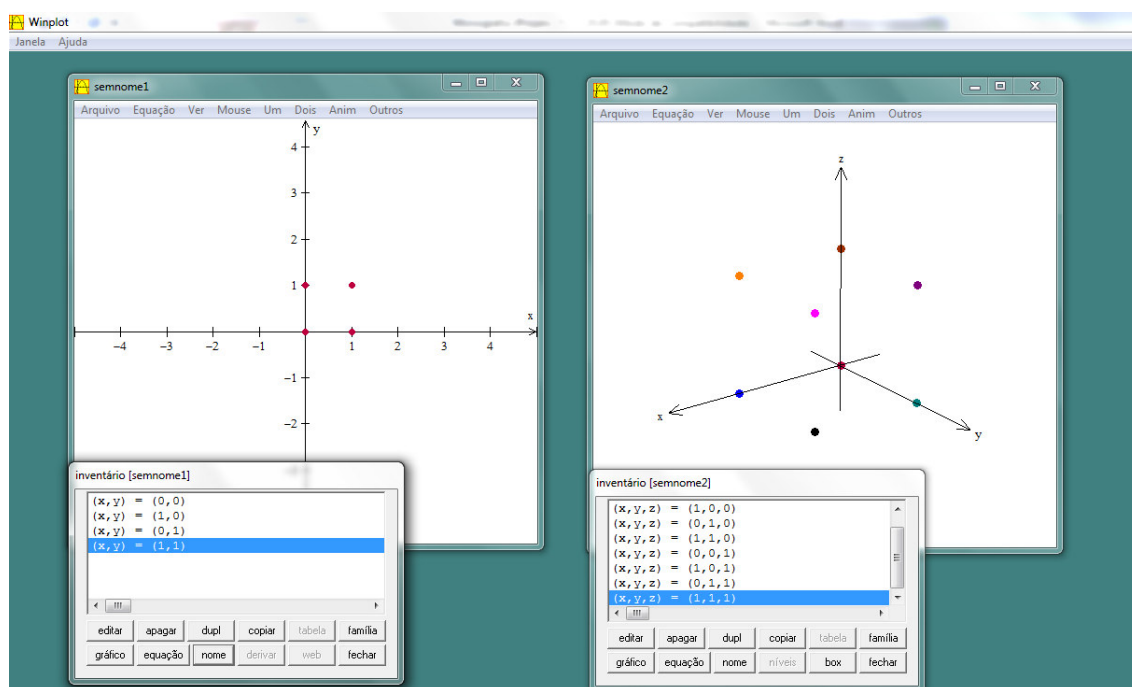 Winplot
Janela Ajuda
semnome1
Arquivo Equação Ver Mouse Um Dois Anim Outros
y
4
3
2
1
x
−4 −3 −2 −1 1 2 3 4
−1
−2
inventário [semnome1]
(x,y) = (0,0)
(x,y) = (1,0)
(x,y) = (0,1)
(x,y) = (1,1)
editar apagar dupl copiar tabela família
gráfico equação nome derivar web fechar
semnome2
Arquivo Equação Ver Mouse Um Dois Anim Outros
z
x
y
inventário [semnome2]
(x,y,z) = (1,0,0)
(x,y,z) = (0,1,0)
(x,y,z) = (1,1,0)
(x,y,z) = (0,0,1)
(x,y,z) = (1,0,1)
(x,y,z) = (0,1,1)
(x,y,z) = (1,1,1)
editar apagar dupl copiar tabela família
gráfico equação nome níveis box fechar